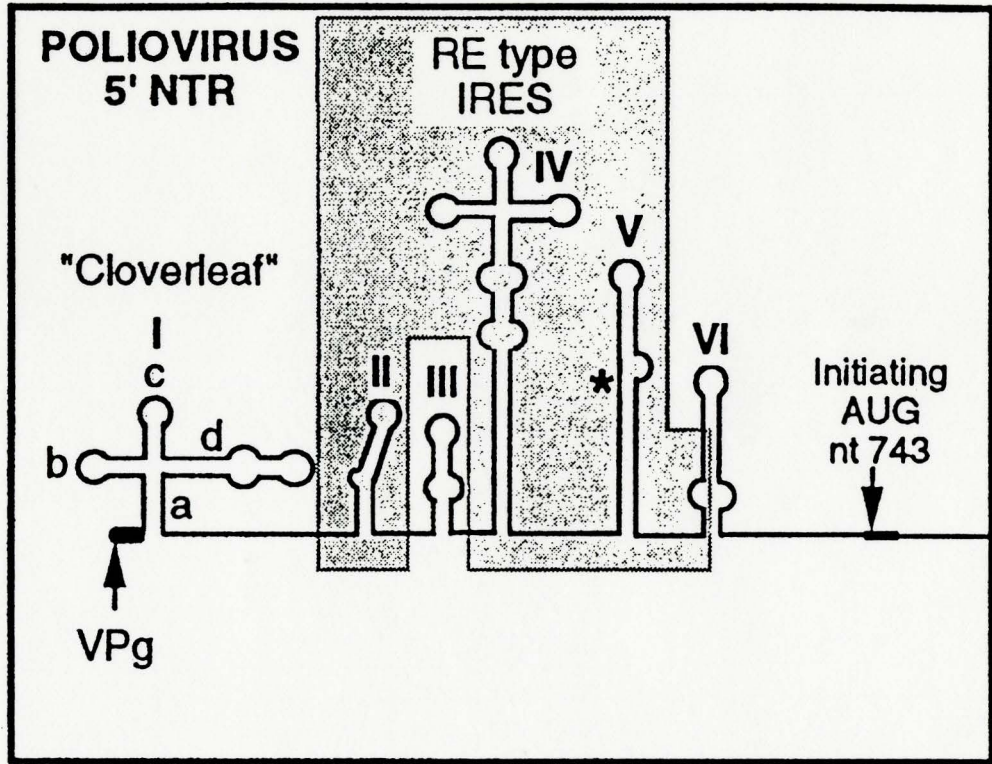 POLIOVIRUS
5' NTR
RE type
IRES
"Cloverleaf"
I
c
b
d
a
II
III
IV
V
*
VI
Initiating
AUG
nt 743
VPg